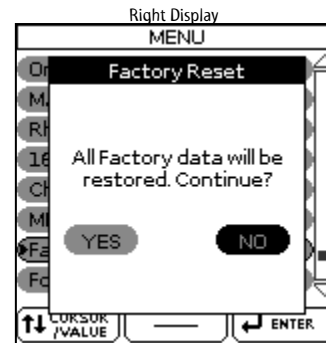 Right Display
MENU
Factory Reset
All Factory data will be
restored. Continue?
YES
NO
CURSOR
/VALUE
ENTER